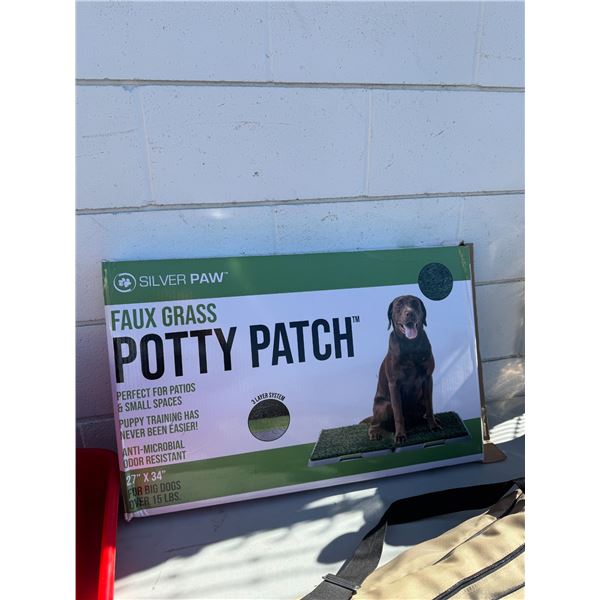 SILVER PAW™
FAUX GRASS
POTTY PATCH™
PERFECT FOR PATIOS
& SMALL SPACES
PUPPY TRAINING HAS
NEVER BEEN EASIER!
ANTI-MICROBIAL
ODOR RESISTANT
27" X 34"
FOR BIG DOGS
OVER 15 LBS.
3 LAYER SYSTEM